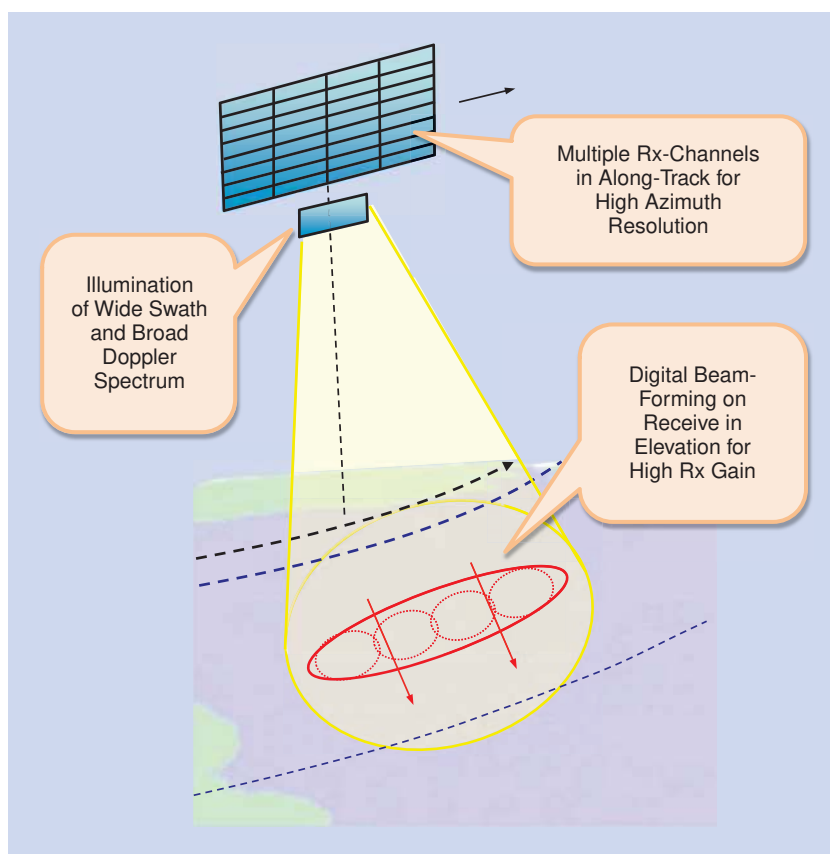 Multiple Rx-Channels
in Along-Track for
High Azimuth
Resolution
Illumination
of Wide Swath
and Broad
Doppler
Spectrum
Digital Beam-
Forming on
Receive in
Elevation for
High Rx Gain